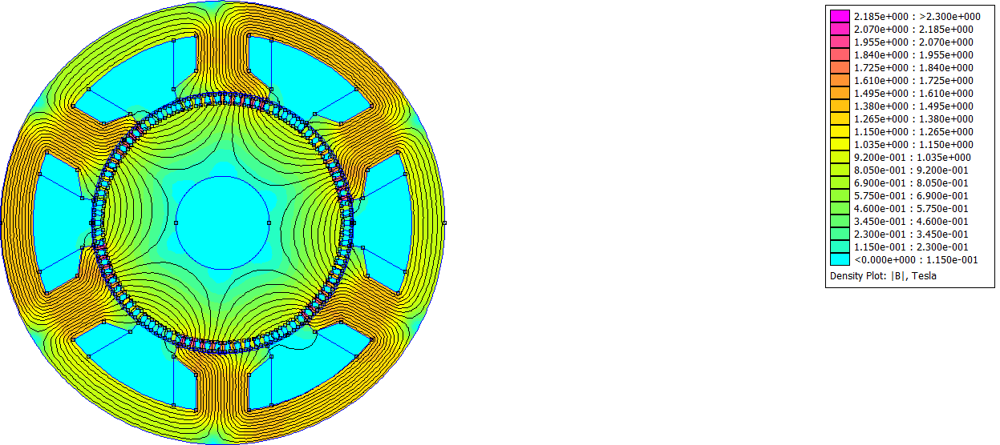 2.185e+000 : >2.300e+000
2.070e+000 : 2.185e+000
1.955e+000 : 2.070e+000
1.840e+000 : 1.955e+000
1.725e+000 : 1.840e+000
1.610e+000 : 1.725e+000
1.495e+000 : 1.610e+000
1.380e+000 : 1.495e+000
1.265e+000 : 1.380e+000
1.150e+000 : 1.265e+000
1.035e+000 : 1.150e+000
9.200e-001 : 1.035e+000
8.050e-001 : 9.200e-001
6.900e-001 : 8.050e-001
5.750e-001 : 6.900e-001
4.600e-001 : 5.750e-001
3.450e-001 : 4.600e-001
2.300e-001 : 3.450e-001
1.150e-001 : 2.300e-001
<0.000e+000 : 1.150e-001
Density Plot: |B|, Tesla